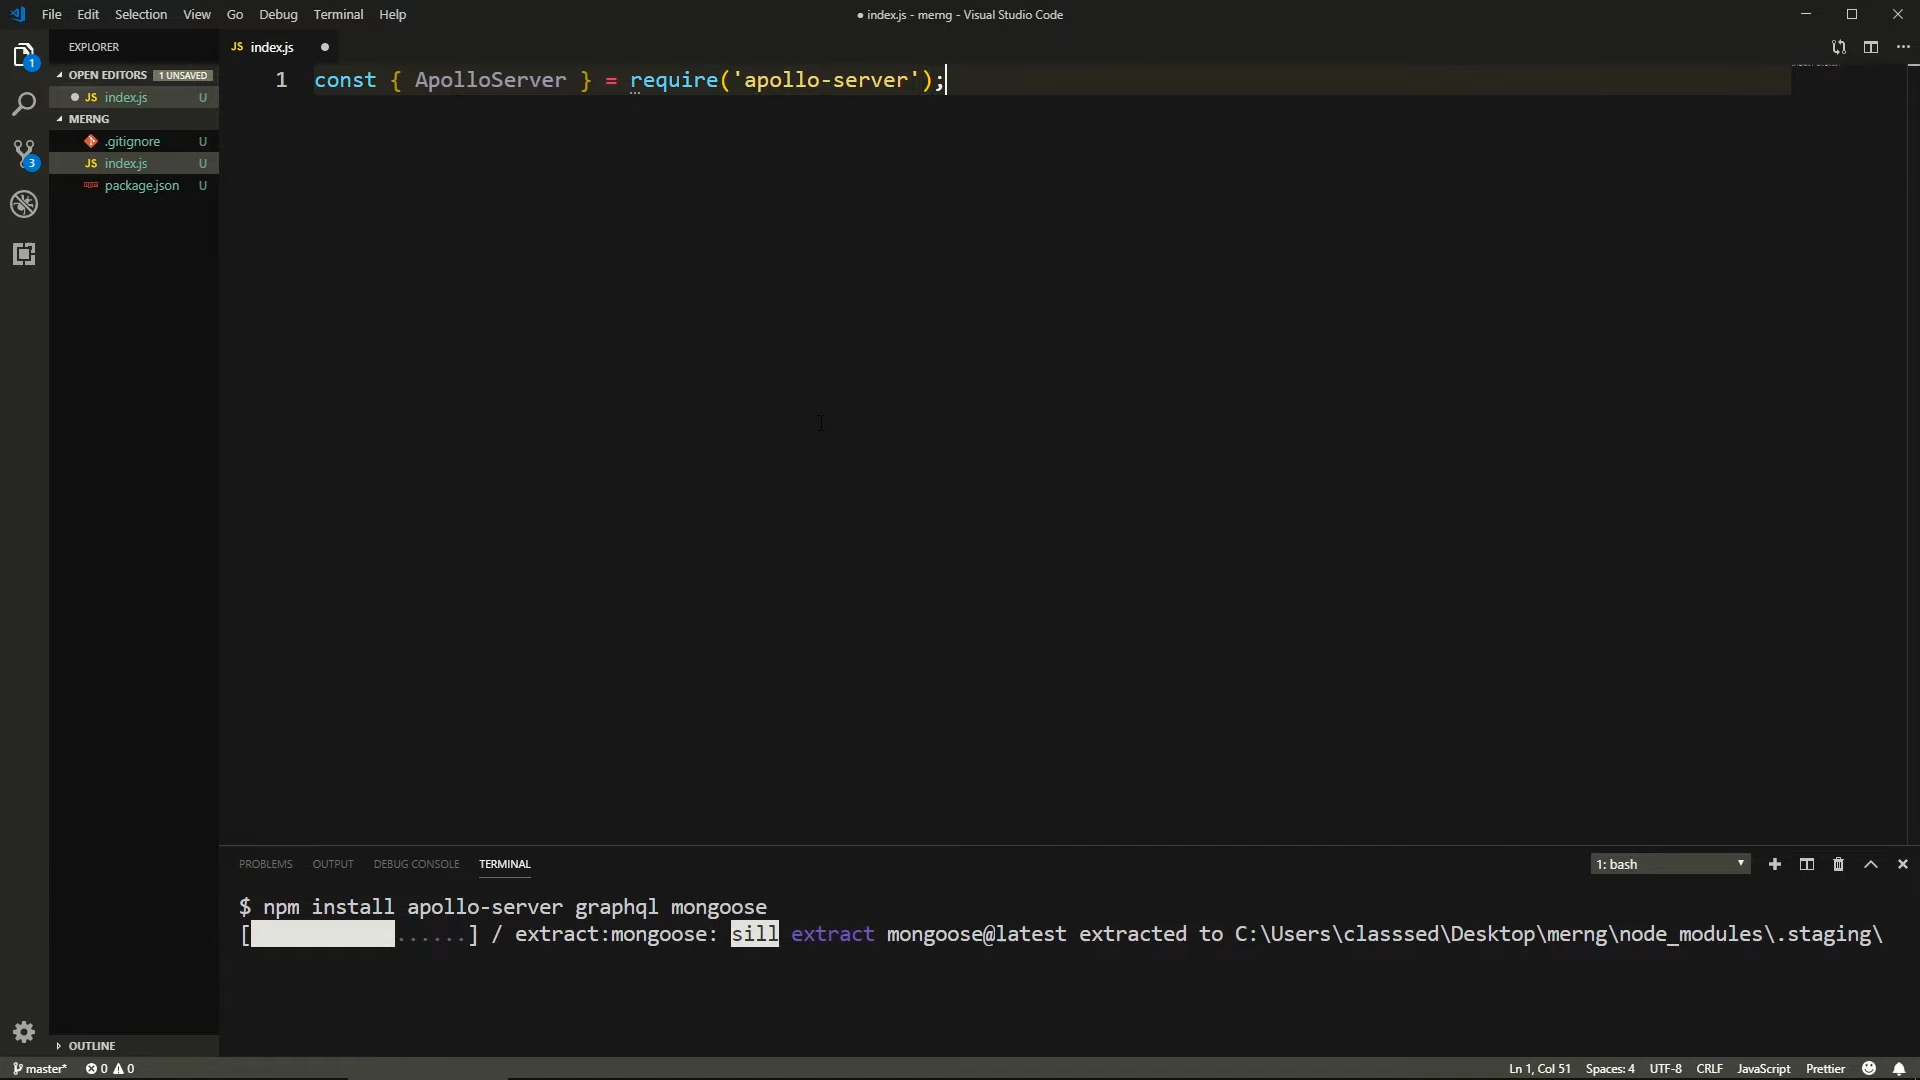 File Edit Selection View Go Debug Terminal Help
● index.js - merng - Visual Studio Code
EXPLORER
JS index.js ●
OPEN EDITORS 1 UNSAVED
● JS index.js U
MERNG
.gitignore U
JS index.js U
package.json U
1 const { ApolloServer } = require('apollo-server');
1
3
PROBLEMS OUTPUT DEBUG CONSOLE TERMINAL
1: bash
$ npm install apollo-server graphql mongoose
[ ......] / extract:mongoose: sill extract mongoose@latest extracted to C:\Users\classsed\Desktop\merng\node_modules\.staging\
OUTLINE
master* 0 0
Ln 1, Col 51 Spaces: 4 UTF-8 CRLF JavaScript Prettier